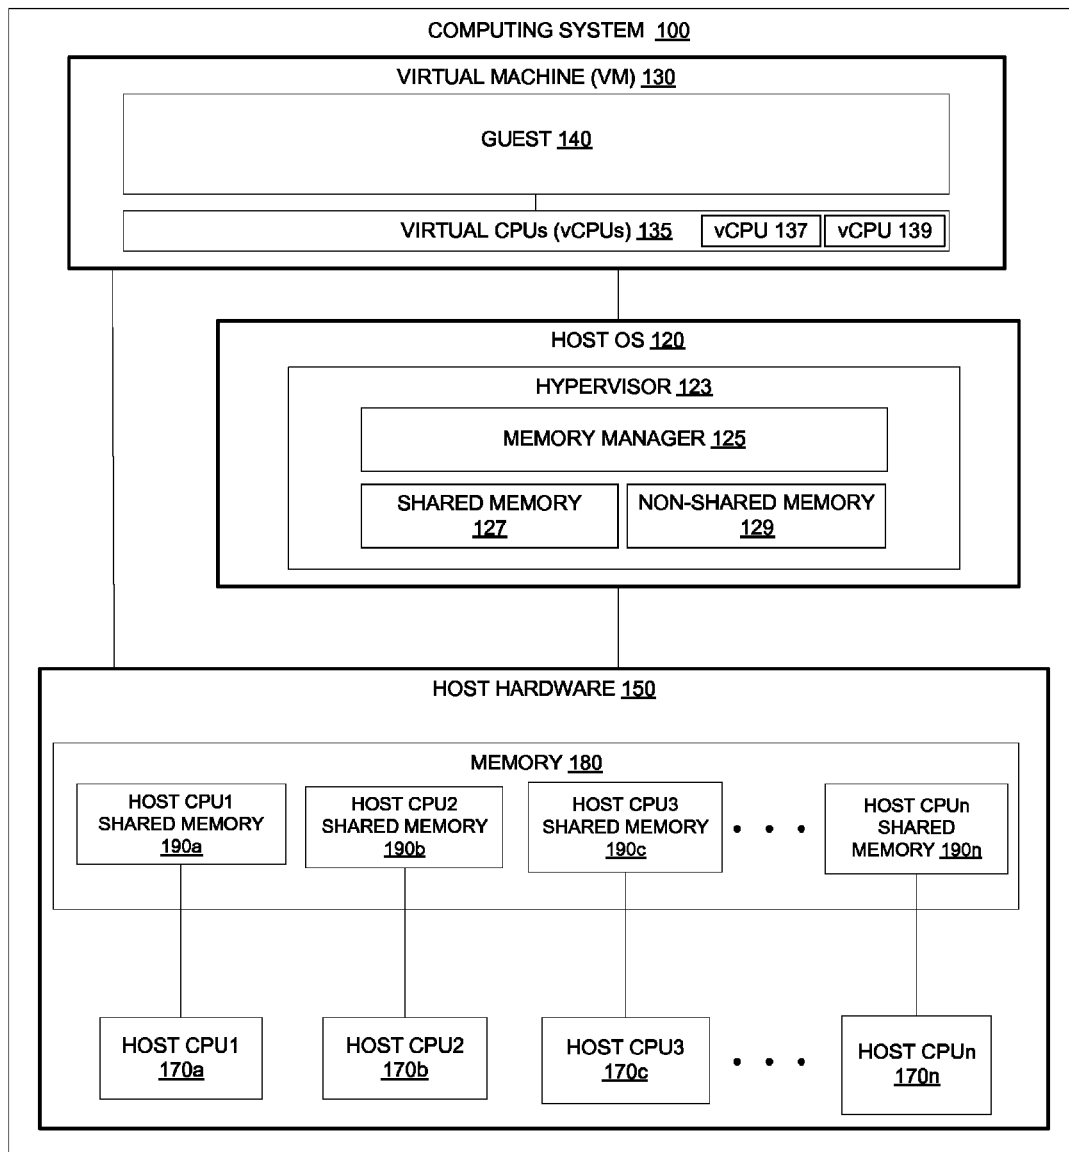 COMPUTING SYSTEM 100
VIRTUAL MACHINE (VM) 130
GUEST 140
VIRTUAL CPUs (vCPUs) 135
vCPU 137
vCPU 139
HOST OS 120
HYPERVISOR 123
MEMORY MANAGER 125
SHARED MEMORY
127
NON-SHARED MEMORY
129
HOST HARDWARE 150
MEMORY 180
HOST CPU1
SHARED MEMORY
190a
HOST CPU2
SHARED MEMORY
190b
HOST CPU3
SHARED MEMORY
190c
HOST CPUn
SHARED
MEMORY 190n
HOST CPU1
170a
HOST CPU2
170b
HOST CPU3
170c
HOST CPUn
170n